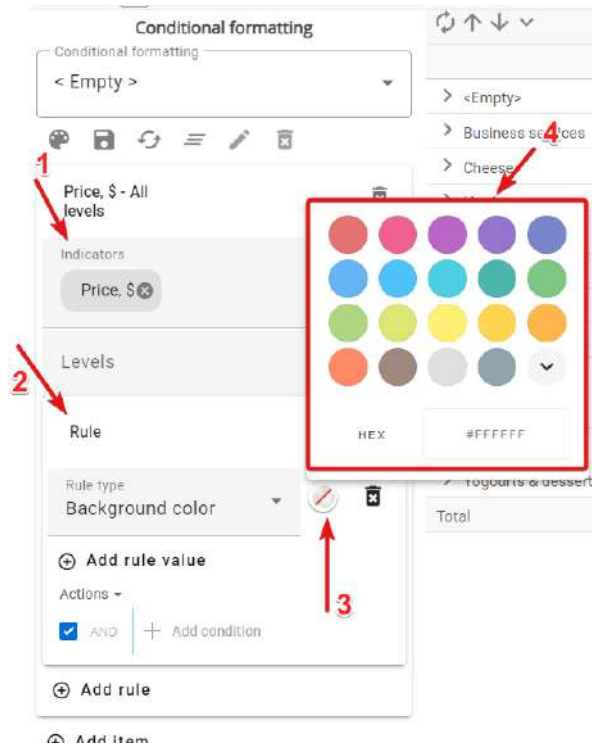 Conditional formatting
Conditional formatting
< Empty >
1
Price, $ - All
levels
Indicators
Price, $
Levels
2
Rule
Rule type
Background color
Add rule value
Actions
AND
Add condition
3
Add rule
Add item
<Empty>
Business services
4
Cheese
HEX
#FFFFFF
Yogourts & dessert
Total